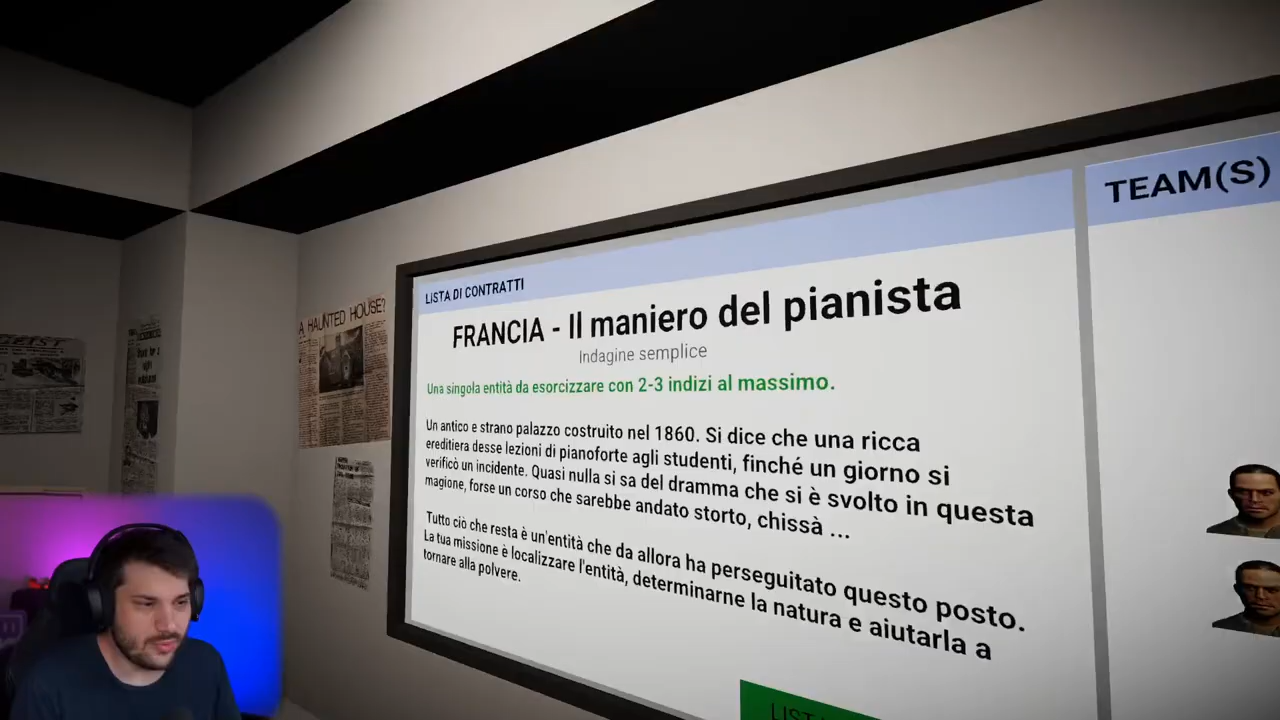 A HAUNTED HOUSE?
LISTA DI CONTRATTI
TEAM(S)
FRANCIA - Il maniero del pianista
Indagine semplice
Una singola entità da esorcizzare con 2-3 indizi al massimo.
Un antico e strano palazzo costruito nel 1860. Si dice che una ricca
ereditiera desse lezioni di pianoforte agli studenti, finché un giorno si
verificò un incidente. Quasi nulla si sa del dramma che si è svolto in questa
magione, forse un corso che sarebbe andato storto, chissà ...
Tutto ciò che resta è un'entità che da allora ha perseguitato questo posto.
La tua missione è localizzare l'entità, determinarne la natura e aiutarla a
tornare alla polvere.